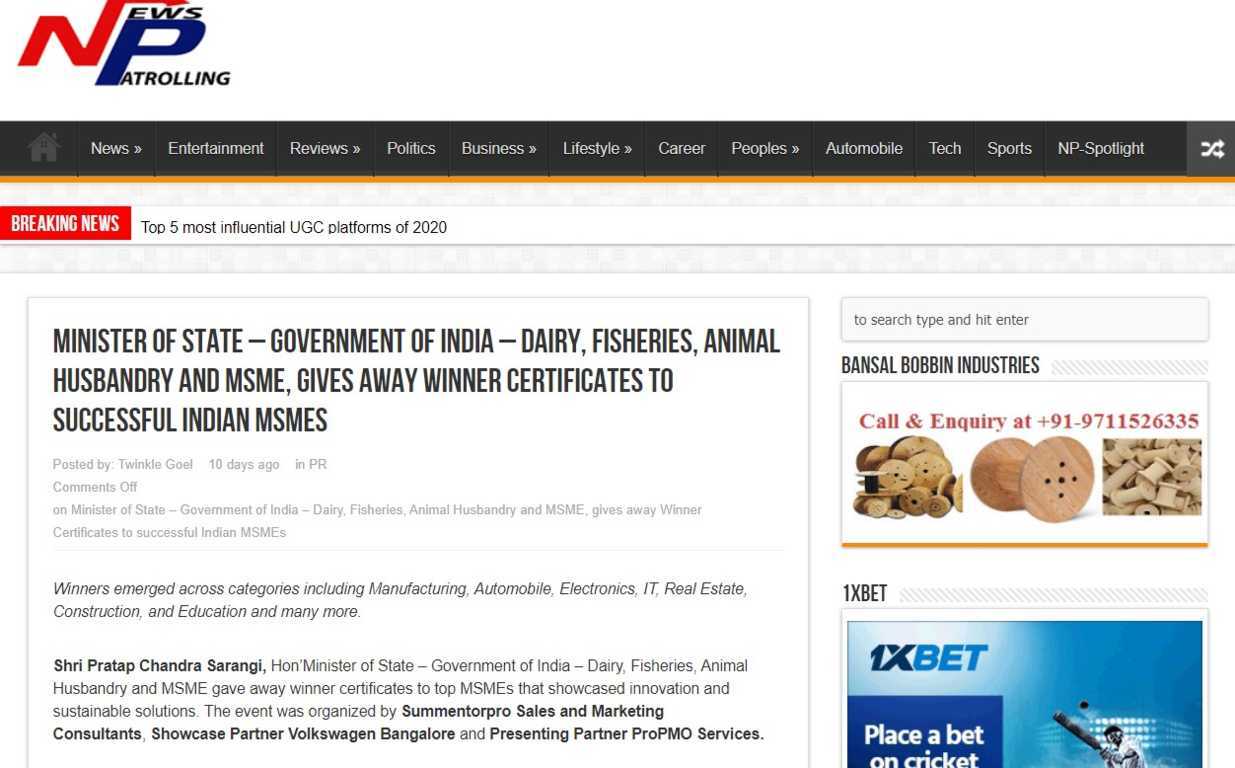 NEWS
PATROLLING
News »
Entertainment
Reviews »
Politics
Business »
Lifestyle »
Career
Peoples »
Automobile
Tech
Sports
NP-Spotlight
BREAKING NEWS
Top 5 most influential UGC platforms of 2020
MINISTER OF STATE – GOVERNMENT OF INDIA – DAIRY, FISHERIES, ANIMAL
HUSBANDRY AND MSME, GIVES AWAY WINNER CERTIFICATES TO
SUCCESSFUL INDIAN MSMES
Posted by: Twinkle Goel 10 days ago in PR
Comments Off
on Minister of State – Government of India – Dairy, Fisheries, Animal Husbandry and MSME, gives away Winner
Certificates to successful Indian MSMEs
Winners emerged across categories including Manufacturing, Automobile, Electronics, IT, Real Estate,
Construction, and Education and many more.
Shri Pratap Chandra Sarangi, Hon’Minister of State – Government of India – Dairy, Fisheries, Animal
Husbandry and MSME gave away winner certificates to top MSMEs that showcased innovation and
sustainable solutions. The event was organized by Summentorpro Sales and Marketing
Consultants, Showcase Partner Volkswagen Bangalore and Presenting Partner ProPMO Services.
to search type and hit enter
BANSAL BOBBIN INDUSTRIES
Call & Enquiry at +91-9711526335
1XBET
1XBET
Place a bet
on cricket